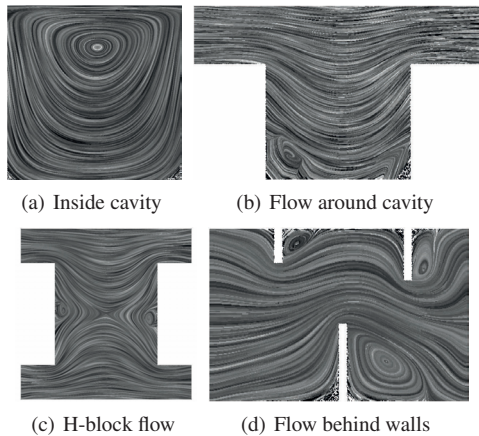 (a) Inside cavity
(b) Flow around cavity
(c) H-block flow
(d) Flow behind walls